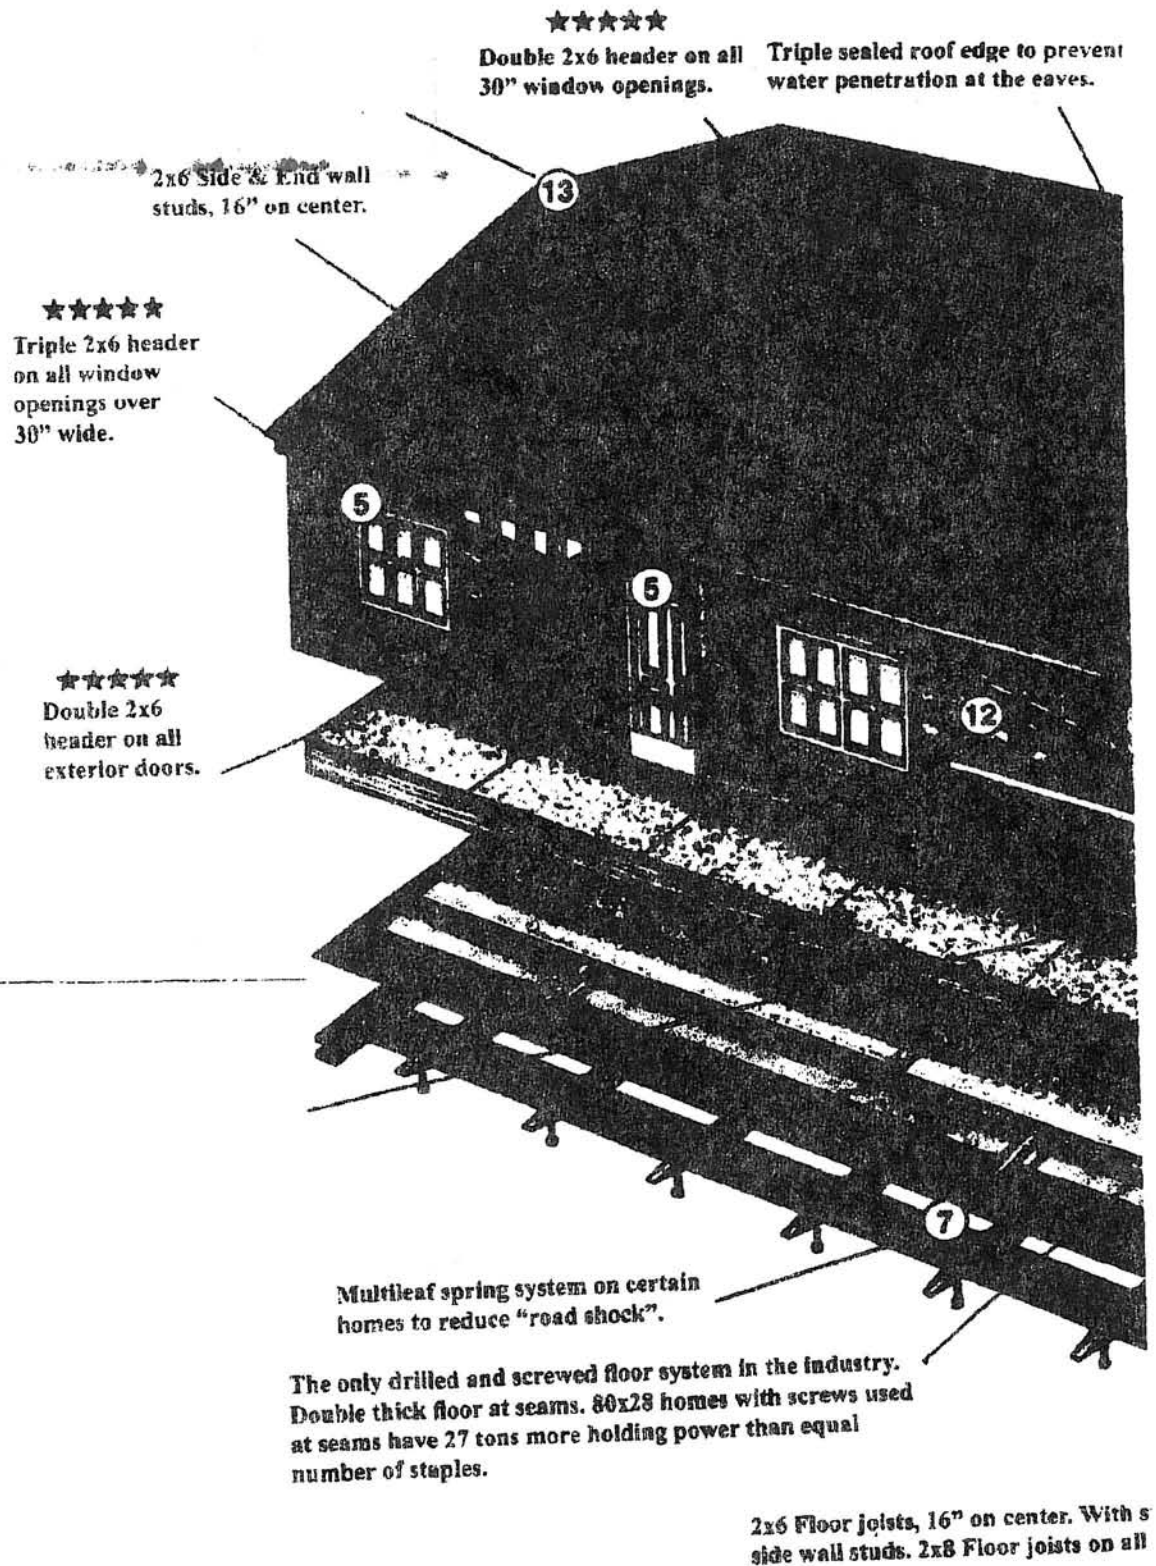 Double 2x6 header on all
30” window openings.
Triple sealed roof edge to prevent
water penetration at the eaves.
2x6 Side & End wall
studs, 16” on center.
13
Triple 2x6 header
on all window
openings over
30” wide.
5
5
Double 2x6
header on all
exterior doors.
12
7
Multileaf spring system on certain
homes to reduce “road shock”.
The only drilled and screwed floor system in the industry.
Double thick floor at seams. 80x28 homes with screws used
at seams have 27 tons more holding power than equal
number of staples.
2x6 Floor joists, 16” on center. With s
side wall studs. 2x8 Floor joists on all